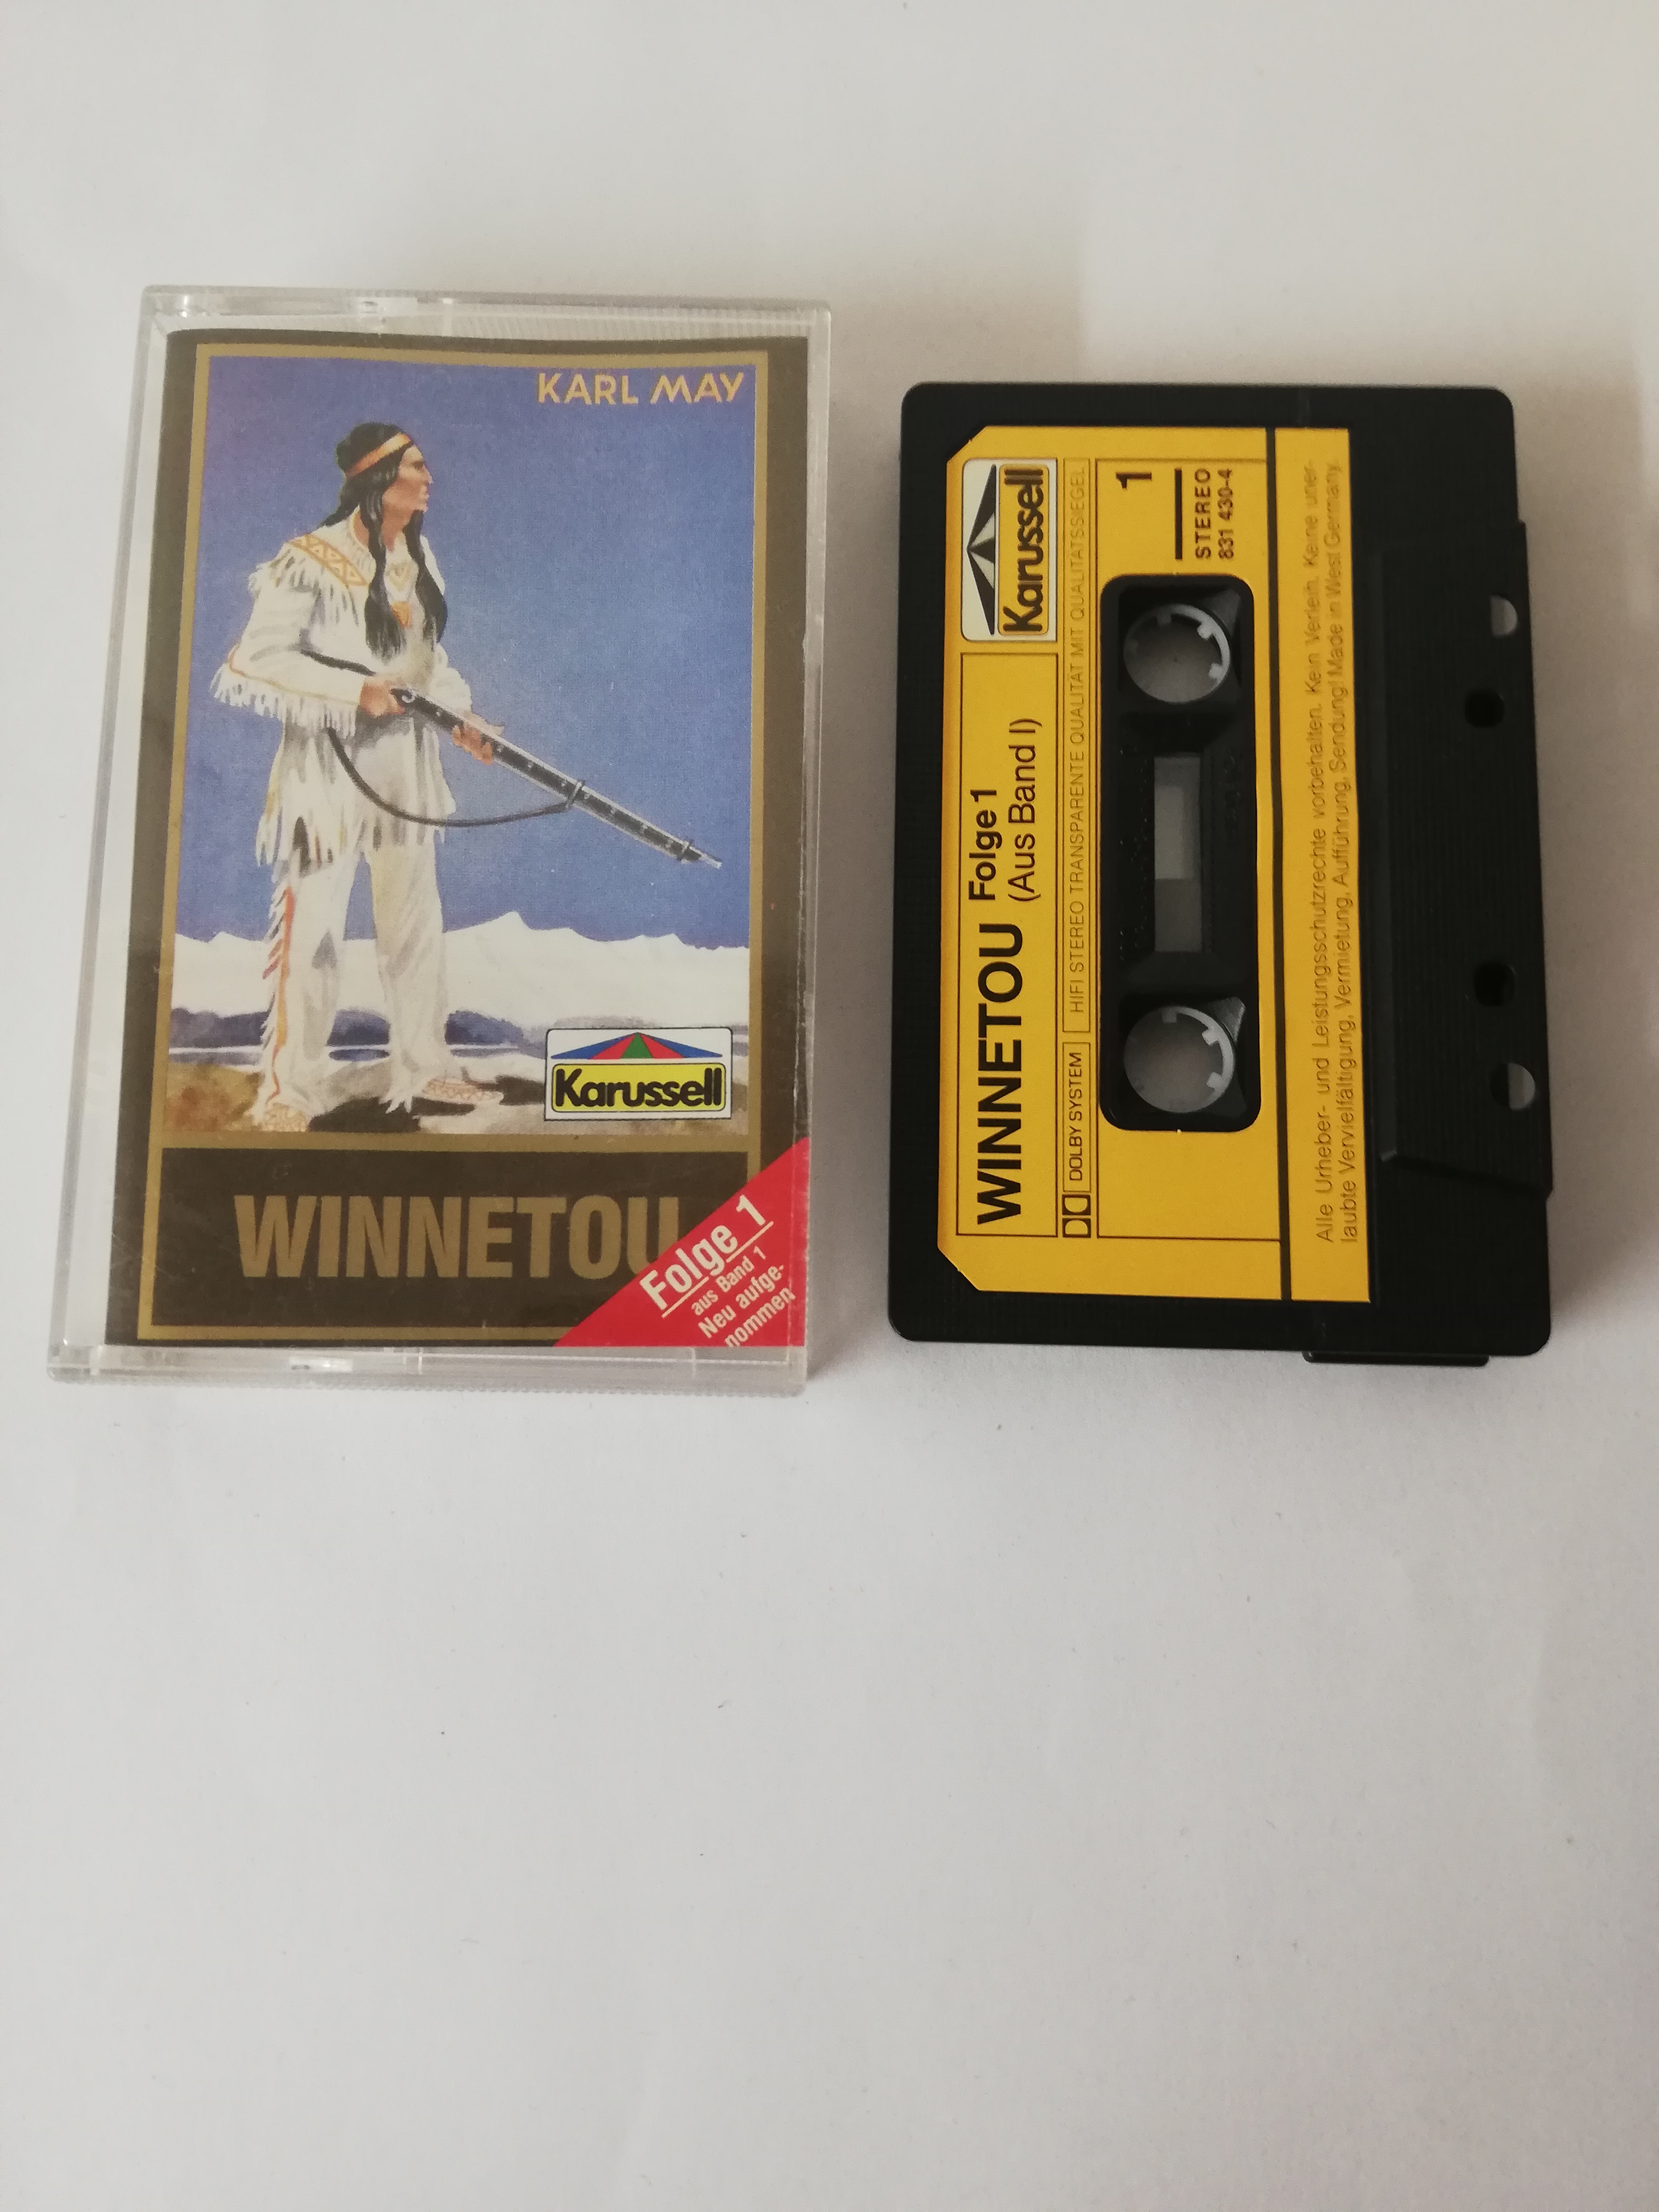 KARL MAY
Karussell
WINNETOU
Folge 1
aus Band 1
Neu aufge-
nommen
Karussell
WINNETOU Folge 1
(Aus Band I)
DOLBY SYSTEM
HIFI STEREO TRANSPARENTE QUALITÄT MIT QUALITÄTSSIEGEL
1
STEREO
831 430-4
Alle Urheber- und Leistungsschutzrechte vorbehalten. Kein Verleih. Keine uner-
laubte Vervielfältigung, Vermietung, Aufführung, Sendung! Made in West Germany.